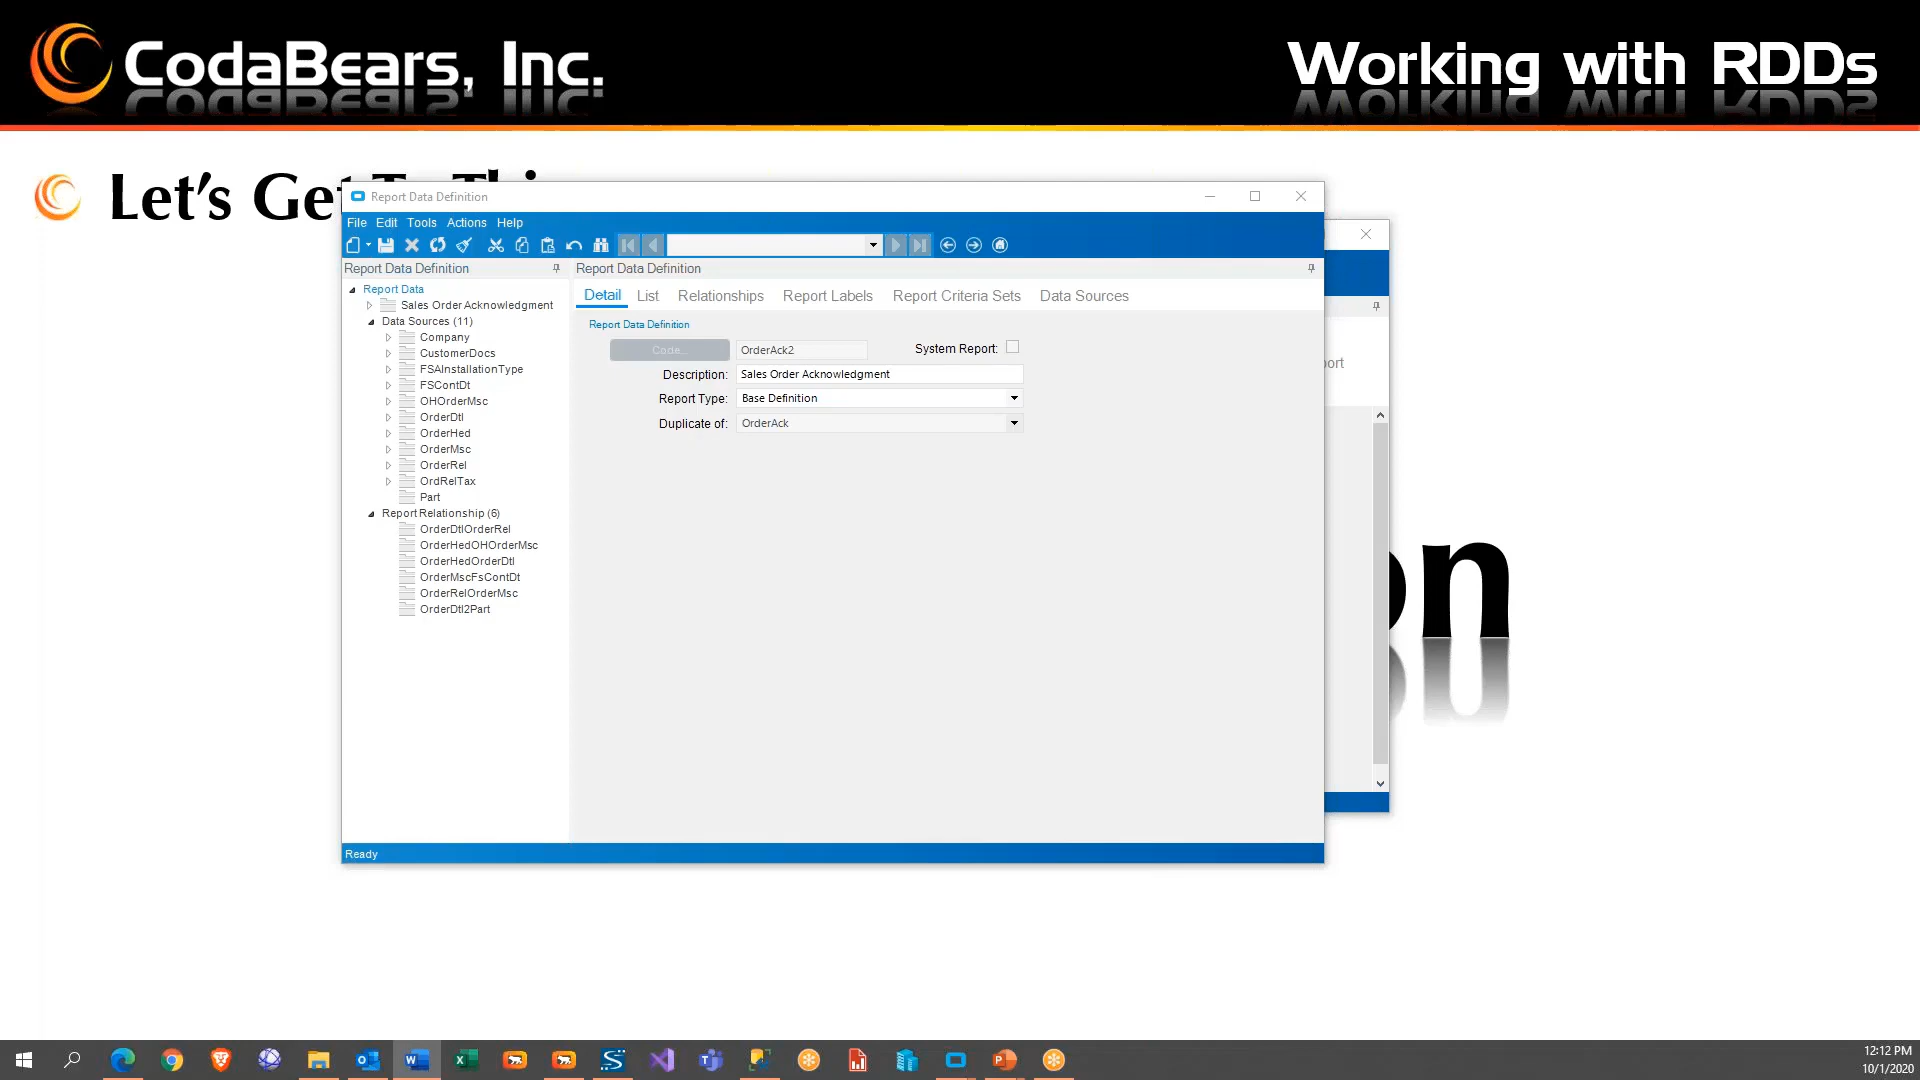 CodaBears, Inc.
Working with RDDs
Let's Get To Thi
Report Data Definition
File Edit Tools Actions Help
Report Data Definition
Report Data
Sales Order Acknowledgment
Data Sources (11)
Company
CustomerDocs
FSAInstallationType
FSContDt
OHOrderMsc
OrderDtl
OrderHed
OrderMsc
OrderRel
OrdRelTax
Part
Report Relationship (6)
OrderDtlOrderRel
OrderHedOHOrderMsc
OrderHedOrderDtl
OrderMscFsContDt
OrderRelOrderMsc
OrderDtl2Part
Report Data Definition
Detail List Relationships Report Labels Report Criteria Sets Data Sources
Report Data Definition
Code... OrderAck2 System Report:
Description: Sales Order Acknowledgment
Report Type: Base Definition
Duplicate of: OrderAck
Ready
port
on
12:12 PM
10/1/2020